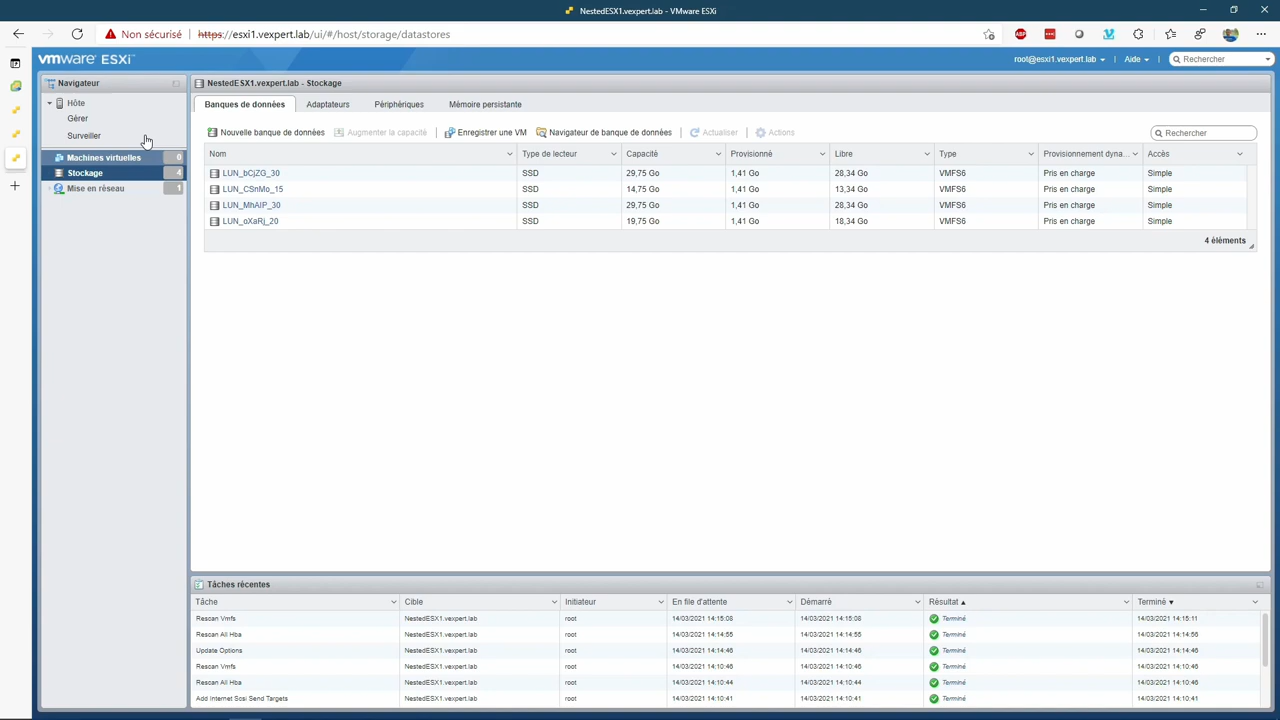 NestedESX1.vexpert.lab - VMware ESXi
Non sécurisé | https://esxi1.vexpert.lab/ui/#/host/storage/datastores
ABP
vmware ESXi™
root@esxi1.vexpert.lab | Aide | Rechercher
Navigateur
Hôte
Gérer
Surveiller
Machines virtuelles 0
Stockage 4
Mise en réseau 1
NestedESX1.vexpert.lab - Stockage
Banques de données Adaptateurs Périphériques Mémoire persistante
Nouvelle banque de données Augmenter la capacité | Enregistrer une VM Navigateur de banque de données | Actualiser | Actions Rechercher
Nom Type de lecteur Capacité Provisionné Libre Type Provisionnement dyna... Accès
LUN_bCjZG_30 SSD 29,75 Go 1,41 Go 28,34 Go VMFS6 Pris en charge Simple
LUN_CSnMo_15 SSD 14,75 Go 1,41 Go 13,34 Go VMFS6 Pris en charge Simple
LUN_MhAIP_30 SSD 29,75 Go 1,41 Go 28,34 Go VMFS6 Pris en charge Simple
LUN_oXaRj_20 SSD 19,75 Go 1,41 Go 18,34 Go VMFS6 Pris en charge Simple
4 éléments
Tâches récentes
Tâche Cible Initiateur En file d'attente Démarré Résultat ▲ Terminé ▼
Rescan Vmfs NestedESX1.vexpert.lab root 14/03/2021 14:15:08 14/03/2021 14:15:08 Terminé 14/03/2021 14:15:11
Rescan All Hba NestedESX1.vexpert.lab root 14/03/2021 14:14:55 14/03/2021 14:14:55 Terminé 14/03/2021 14:14:56
Update Options NestedESX1.vexpert.lab root 14/03/2021 14:14:46 14/03/2021 14:14:46 Terminé 14/03/2021 14:14:46
Rescan Vmfs NestedESX1.vexpert.lab root 14/03/2021 14:10:46 14/03/2021 14:10:46 Terminé 14/03/2021 14:10:46
Rescan All Hba NestedESX1.vexpert.lab root 14/03/2021 14:10:44 14/03/2021 14:10:44 Terminé 14/03/2021 14:10:46
Add Internet Scsi Send Targets NestedESX1.vexpert.lab root 14/03/2021 14:10:41 14/03/2021 14:10:41 Terminé 14/03/2021 14:10:41